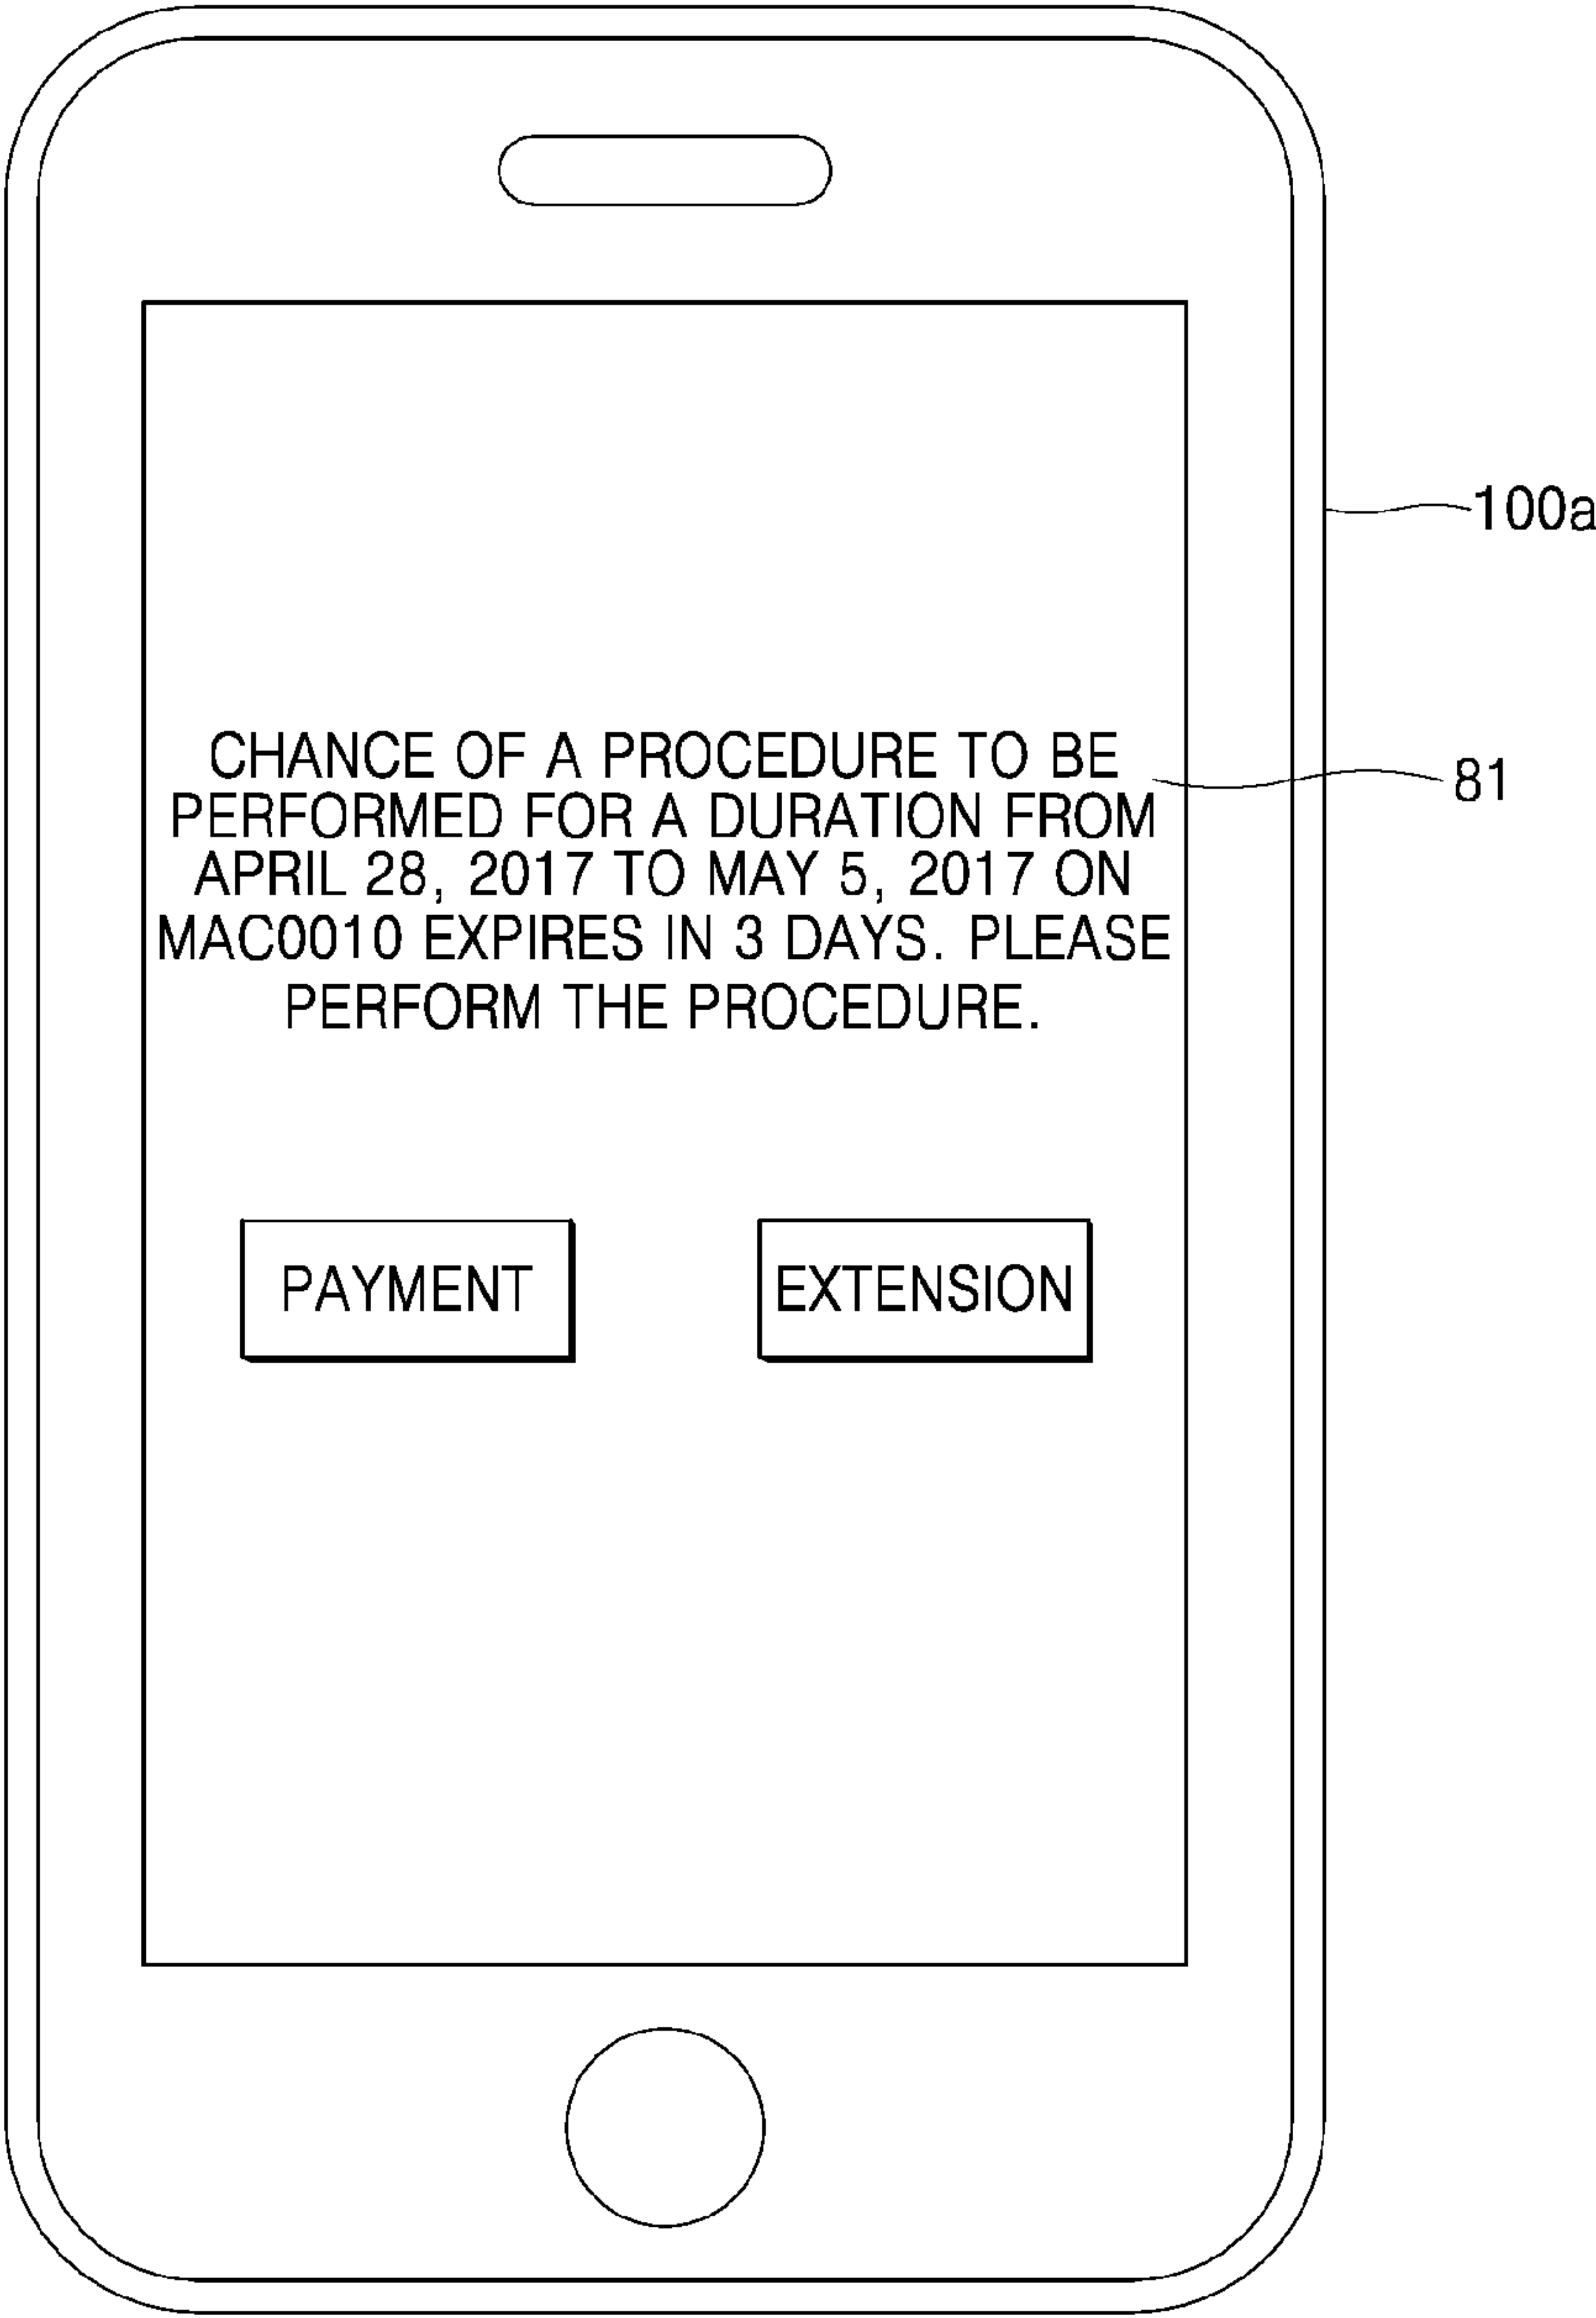 100a
CHANCE OF A PROCEDURE TO BE
81
PERFORMED FOR A DURATION FROM
APRIL 28, 2017 TO MAY 5, 2017 ON
MAC0010 EXPIRES IN 3 DAYS. PLEASE
PERFORM THE PROCEDURE.
PAYMENT
EXTENSION